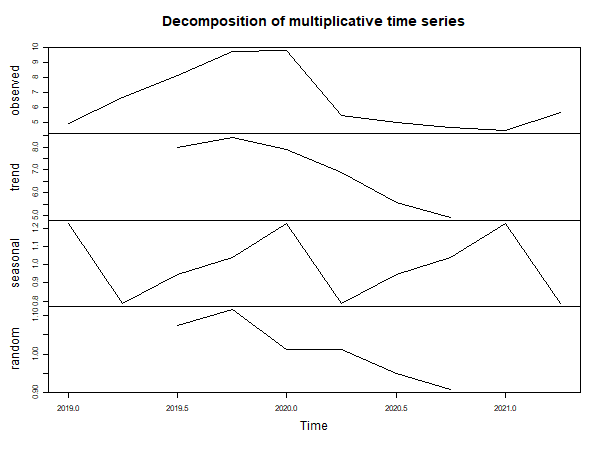 Decomposition of multiplicative time series
observed
5 6 7 8 9 10
trend
5.0 6.0 7.0 8.0
seasonal
0.8 0.9 1.0 1.1 1.2
random
0.90 1.00 1.10
2019.0 2019.5 2020.0 2020.5 2021.0
Time